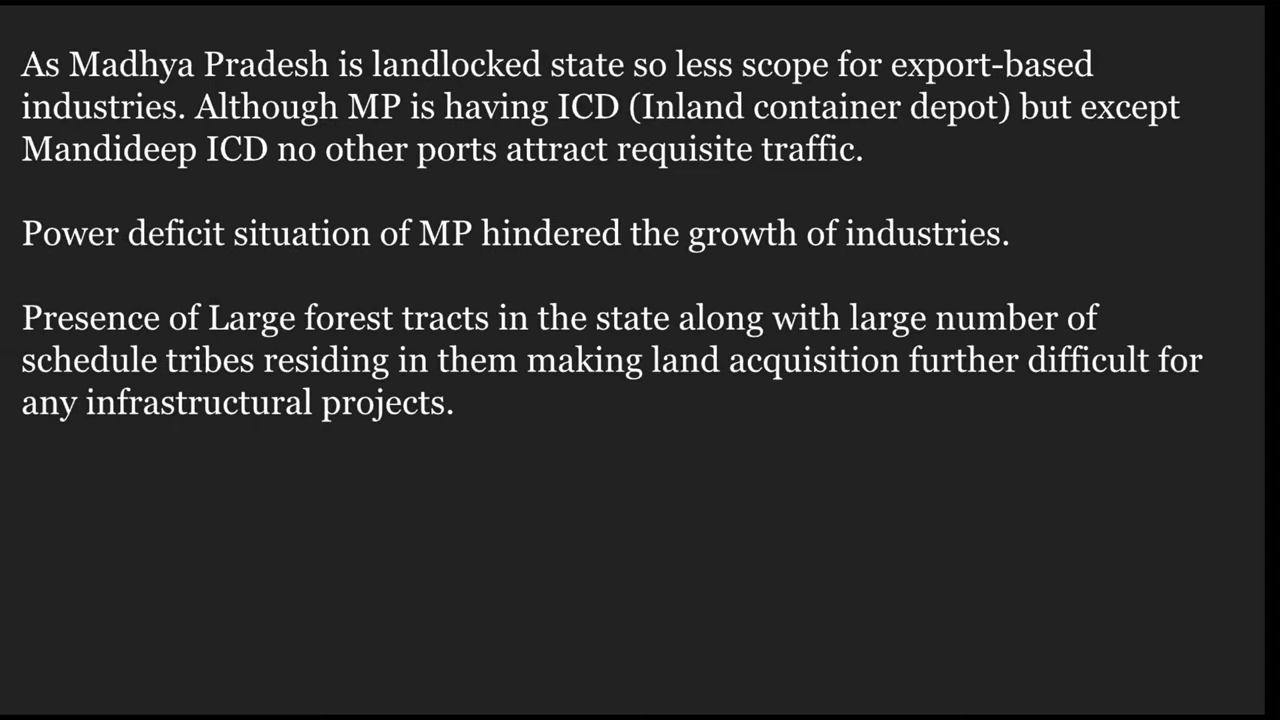 As Madhya Pradesh is landlocked state so less scope for export-based
industries. Although MP is having ICD (Inland container depot) but except
Mandideep ICD no other ports attract requisite traffic.
Power deficit situation of MP hindered the growth of industries.
Presence of Large forest tracts in the state along with large number of
schedule tribes residing in them making land acquisition further difficult for
any infrastructural projects.